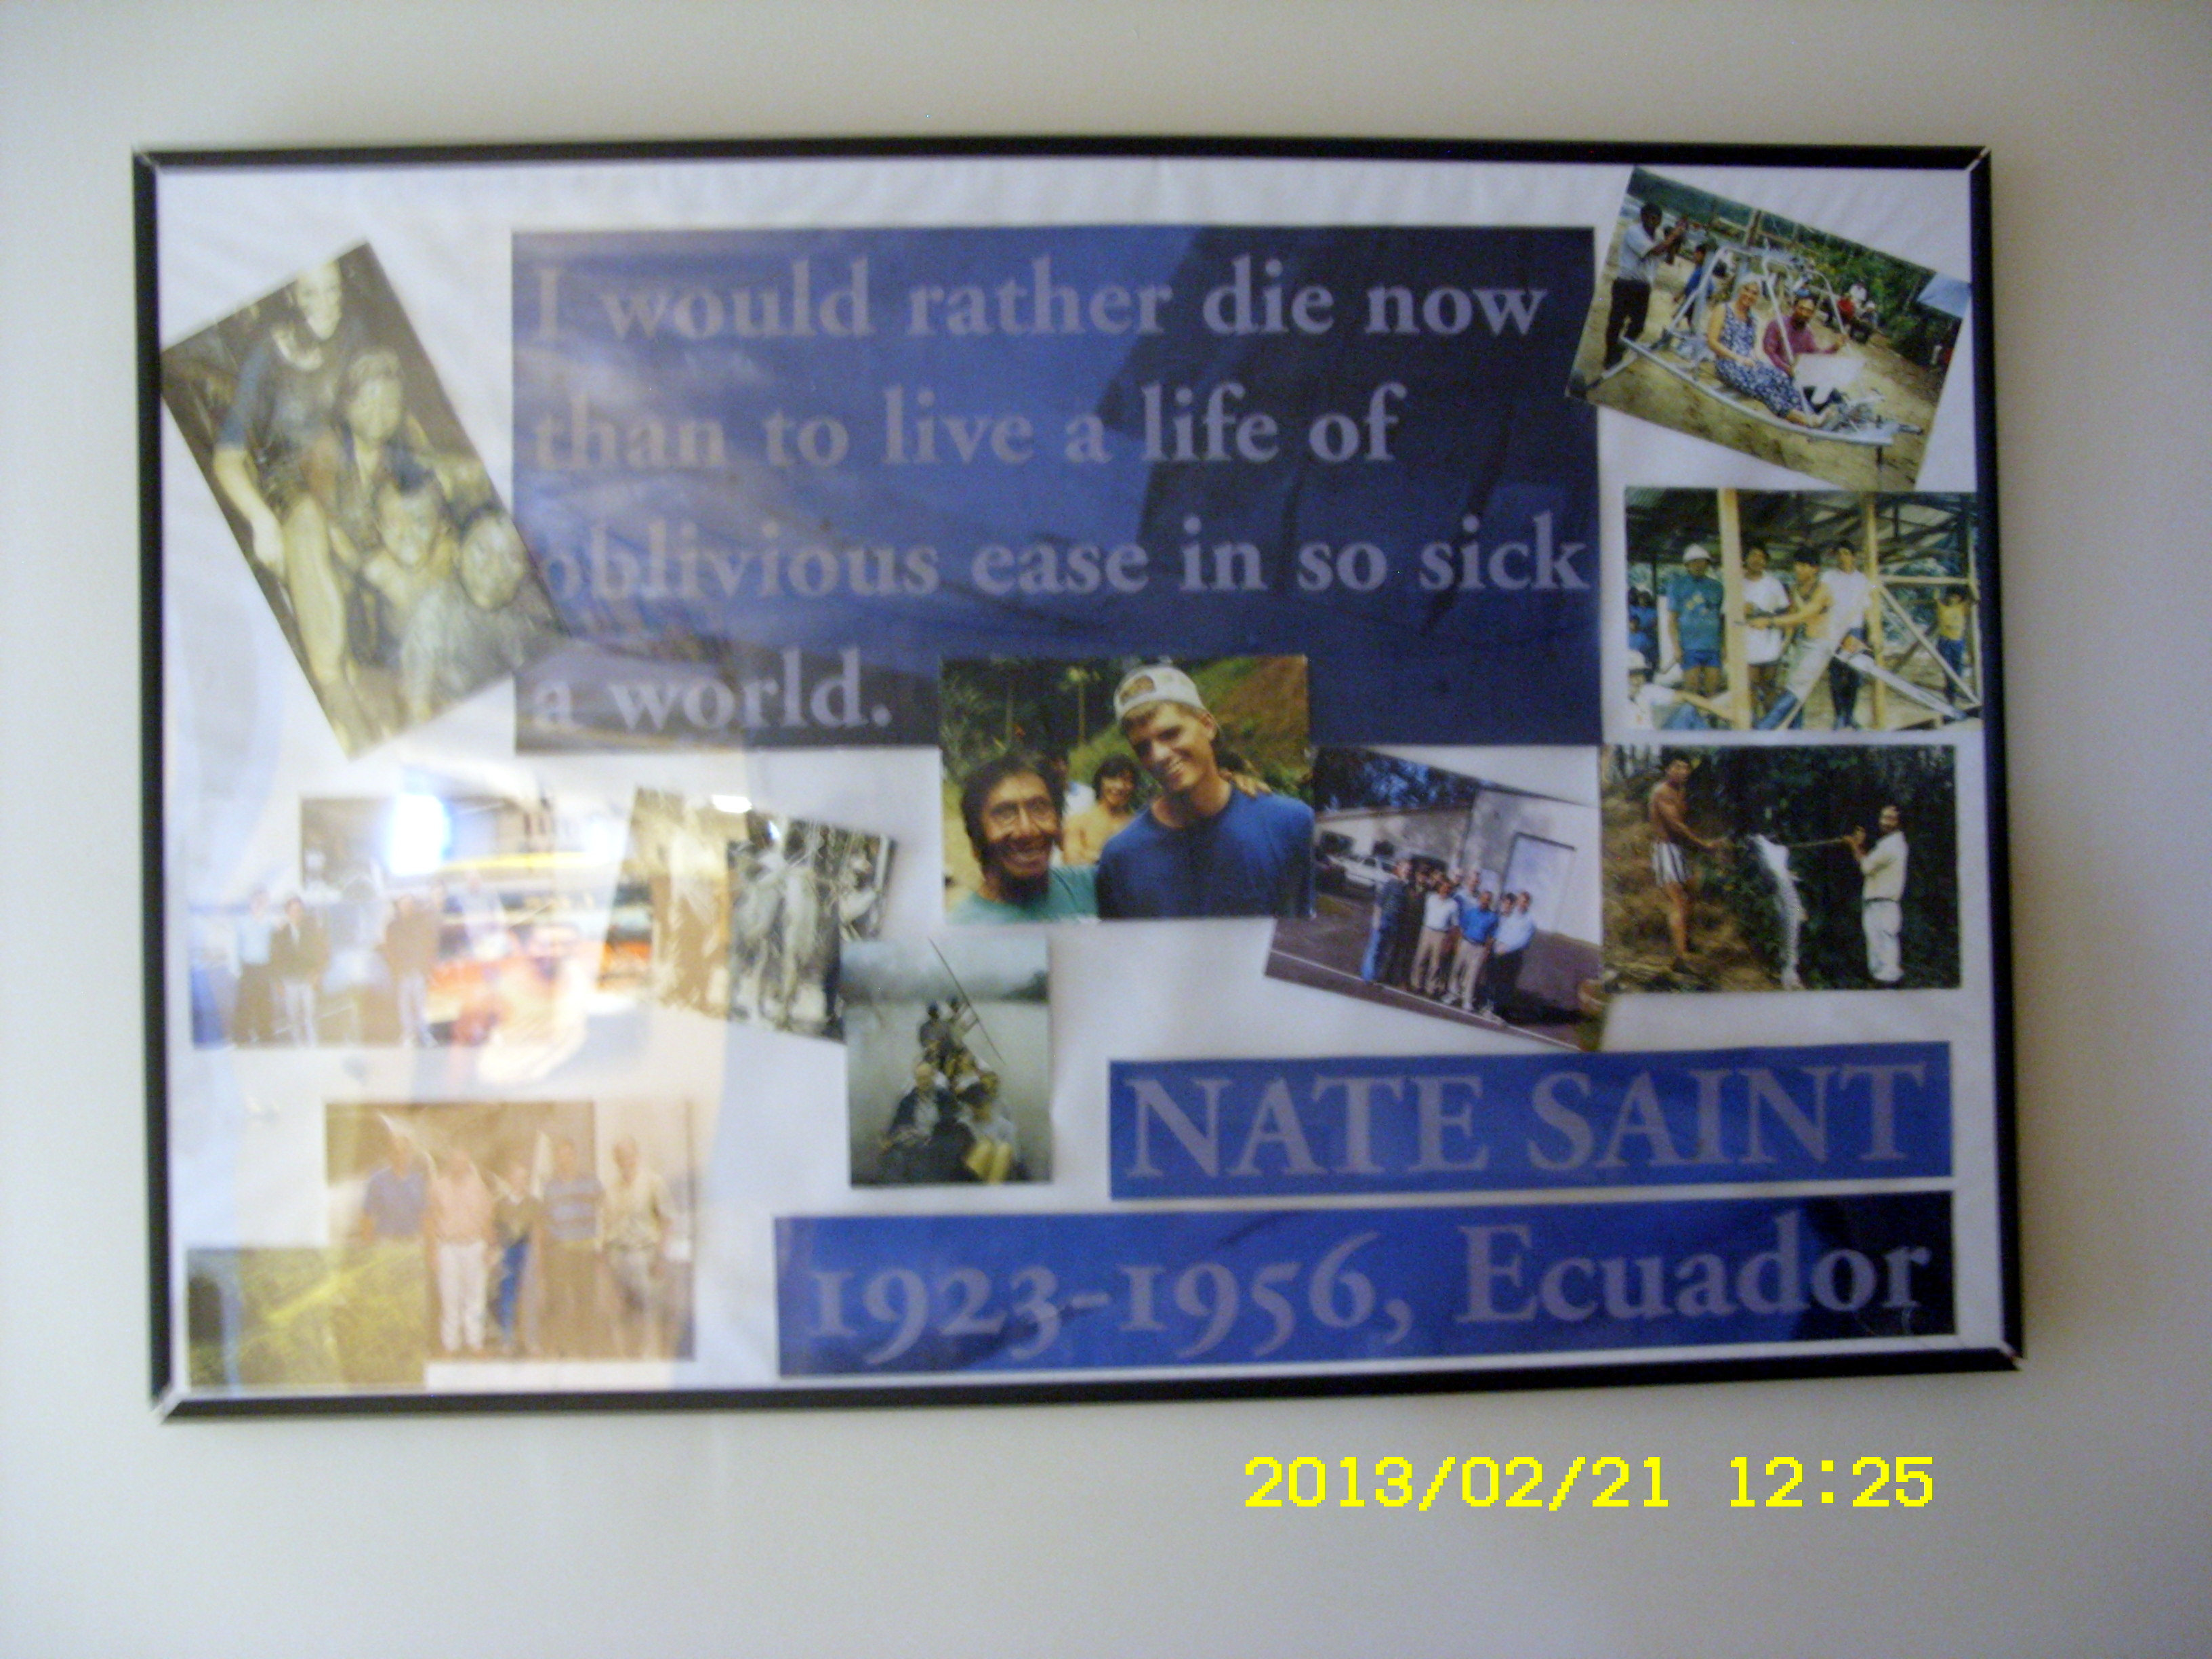 I would rather die now
than to live a life of
oblivious ease in so sick
a world.
NATE SAINT
1923-1956, Ecuador
2013/02/21 12:25